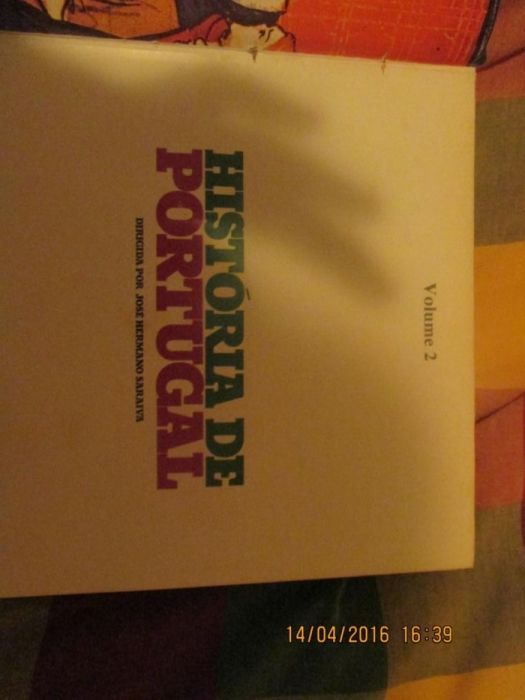 Volume 2
HISTÓRIA DE
PORTUGAL
DIRIGIDA POR JOSÉ HERMANO SARAIVA
14/04/2016 16:39